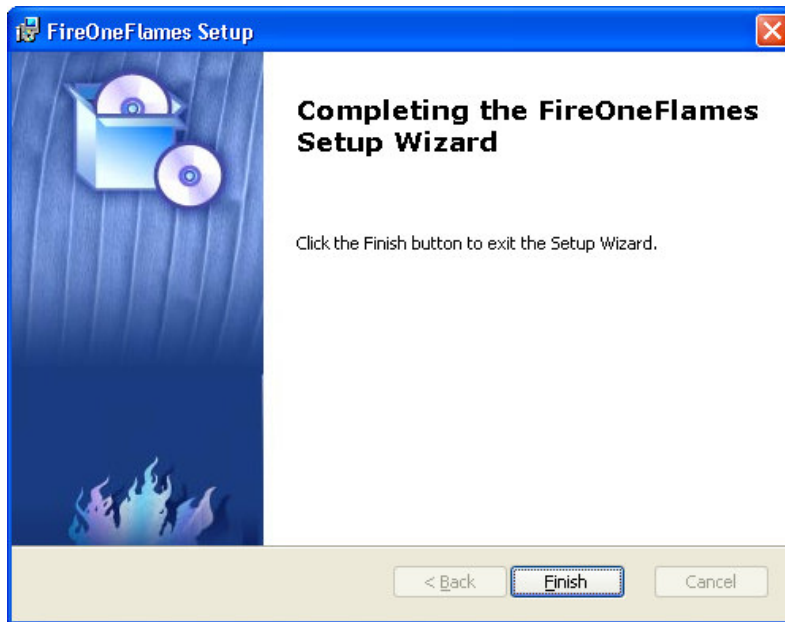 FireOneFlames Setup
Completing the FireOneFlames
Setup Wizard
Click the Finish button to exit the Setup Wizard.
< Back
Finish
Cancel